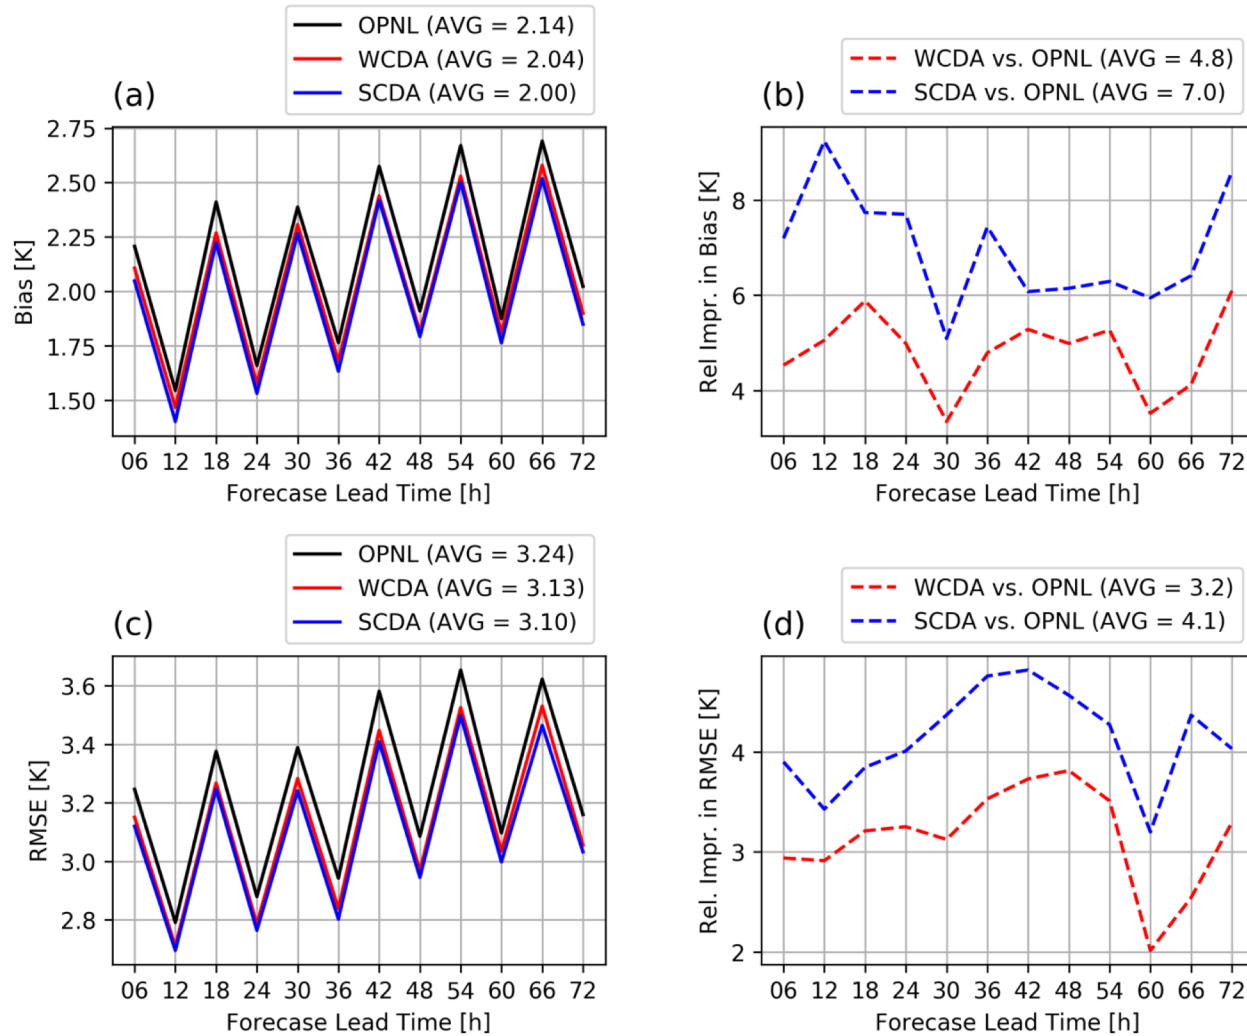 OPNL (AVG = 2.14)
WCDA (AVG = 2.04)
SCDA (AVG = 2.00)
(a)
2.75
2.50
2.25
2.00
1.75
1.50
Bias [K]
06 12 18 24 30 36 42 48 54 60 66 72
Forecase Lead Time [h]
WCDA vs. OPNL (AVG = 4.8)
SCDA vs. OPNL (AVG = 7.0)
(b)
8
6
4
Rel Impr. in Bias [K]
06 12 18 24 30 36 42 48 54 60 66 72
Forecase Lead Time [h]
OPNL (AVG = 3.24)
WCDA (AVG = 3.13)
SCDA (AVG = 3.10)
(c)
3.6
3.4
3.2
3.0
2.8
RMSE [K]
06 12 18 24 30 36 42 48 54 60 66 72
Forecase Lead Time [h]
WCDA vs. OPNL (AVG = 3.2)
SCDA vs. OPNL (AVG = 4.1)
(d)
4
3
2
Rel. Impr. in RMSE [K]
06 12 18 24 30 36 42 48 54 60 66 72
Forecase Lead Time [h]